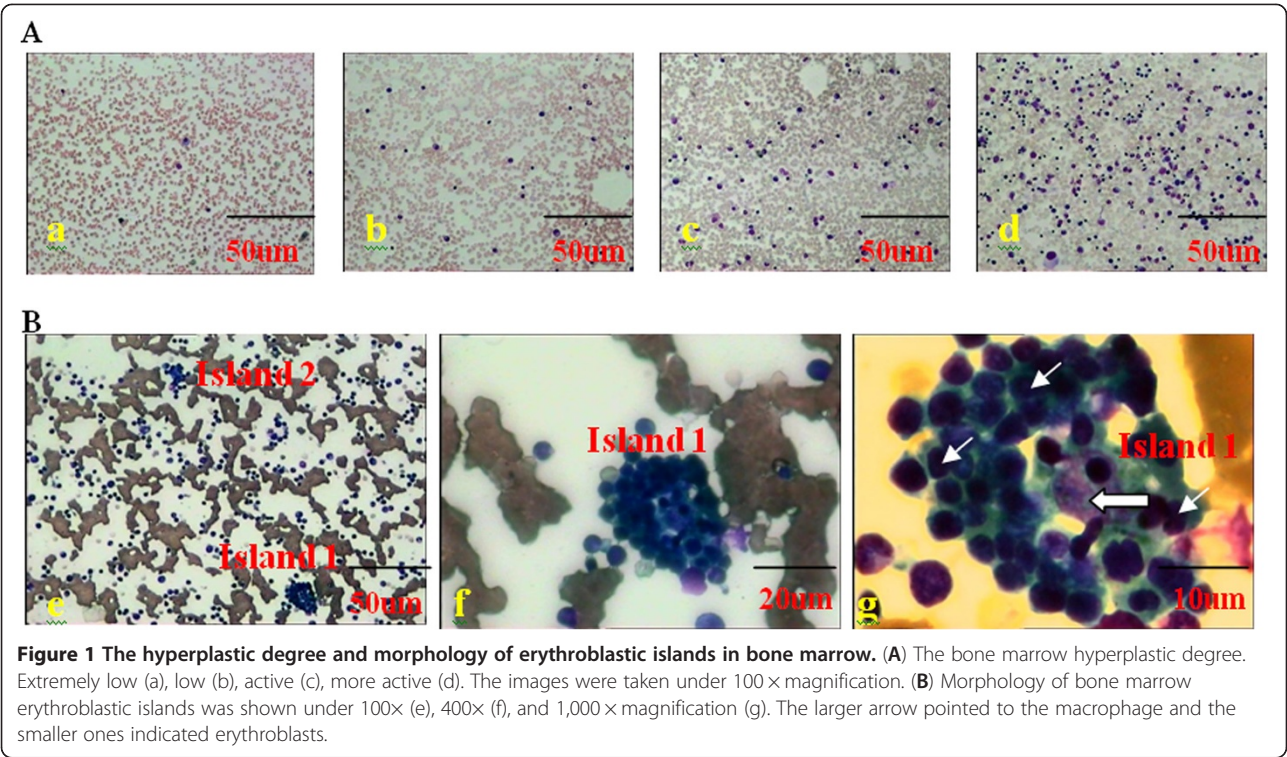 A
a
50um
b
50um
c
50um
d
50um
B
Island 2
Island 1
50um
e
Island 1
20um
f
Island 1
10um
g
Figure 1 The hyperplastic degree and morphology of erythroblastic islands in bone marrow. (A) The bone marrow hyperplastic degree.
Extremely low (a), low (b), active (c), more active (d). The images were taken under 100 × magnification. (B) Morphology of bone marrow
erythroblastic islands was shown under 100× (e), 400× (f), and 1,000 × magnification (g). The larger arrow pointed to the macrophage and the
smaller ones indicated erythroblasts.